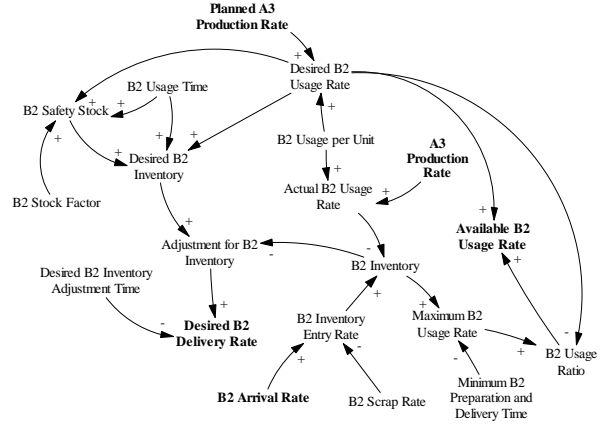 Planned A3
Production Rate
+
Desired B2
Usage Rate
B2 Usage Time
+
+
B2 Safety Stock
+
+
+
+
+
B2 Usage per Unit
Desired B2
Inventory
A3
Production
Rate
+
Actual B2 Usage
Rate
+
B2 Stock Factor
+
+
Available B2
Usage Rate
Adjustment for B2
Inventory
-
-
+
B2 Inventory
Desired B2 Inventory
Adjustment Time
+
+
+
-
Desired B2
Delivery Rate
B2 Inventory
Entry Rate
Maximum B2
Usage Rate
-
+
-
-
+
B2 Usage
Ratio
B2 Arrival Rate
B2 Scrap Rate
Minimum B2
Preparation and
Delivery Time